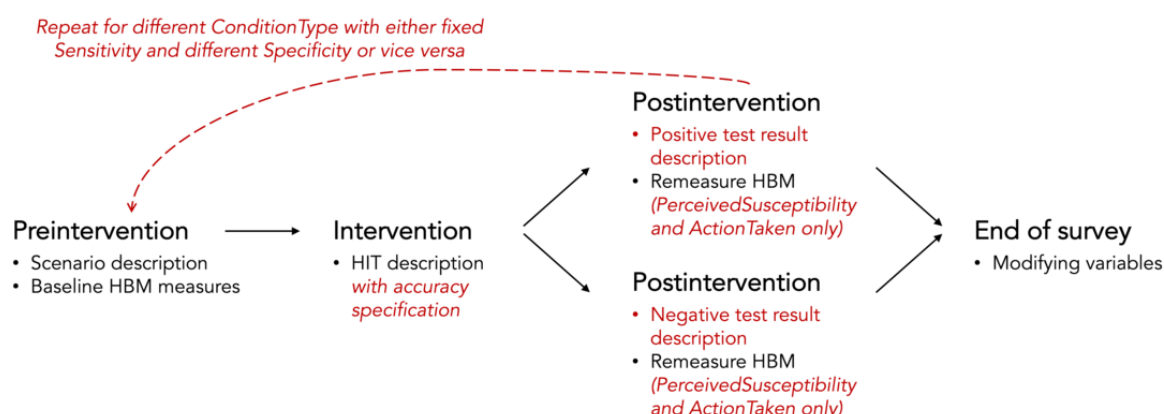 Repeat for different ConditionType with either fixed
Sensitivity and different Specificity or vice versa
Preintervention
• Scenario description
• Baseline HBM measures
Intervention
• HIT description
with accuracy
specification
Postintervention
• Positive test result
description
• Remeasure HBM
(PerceivedSusceptibility
and ActionTaken only)
Postintervention
• Negative test result
description
• Remeasure HBM
(PerceivedSusceptibility
and ActionTaken only)
End of survey
• Modifying variables